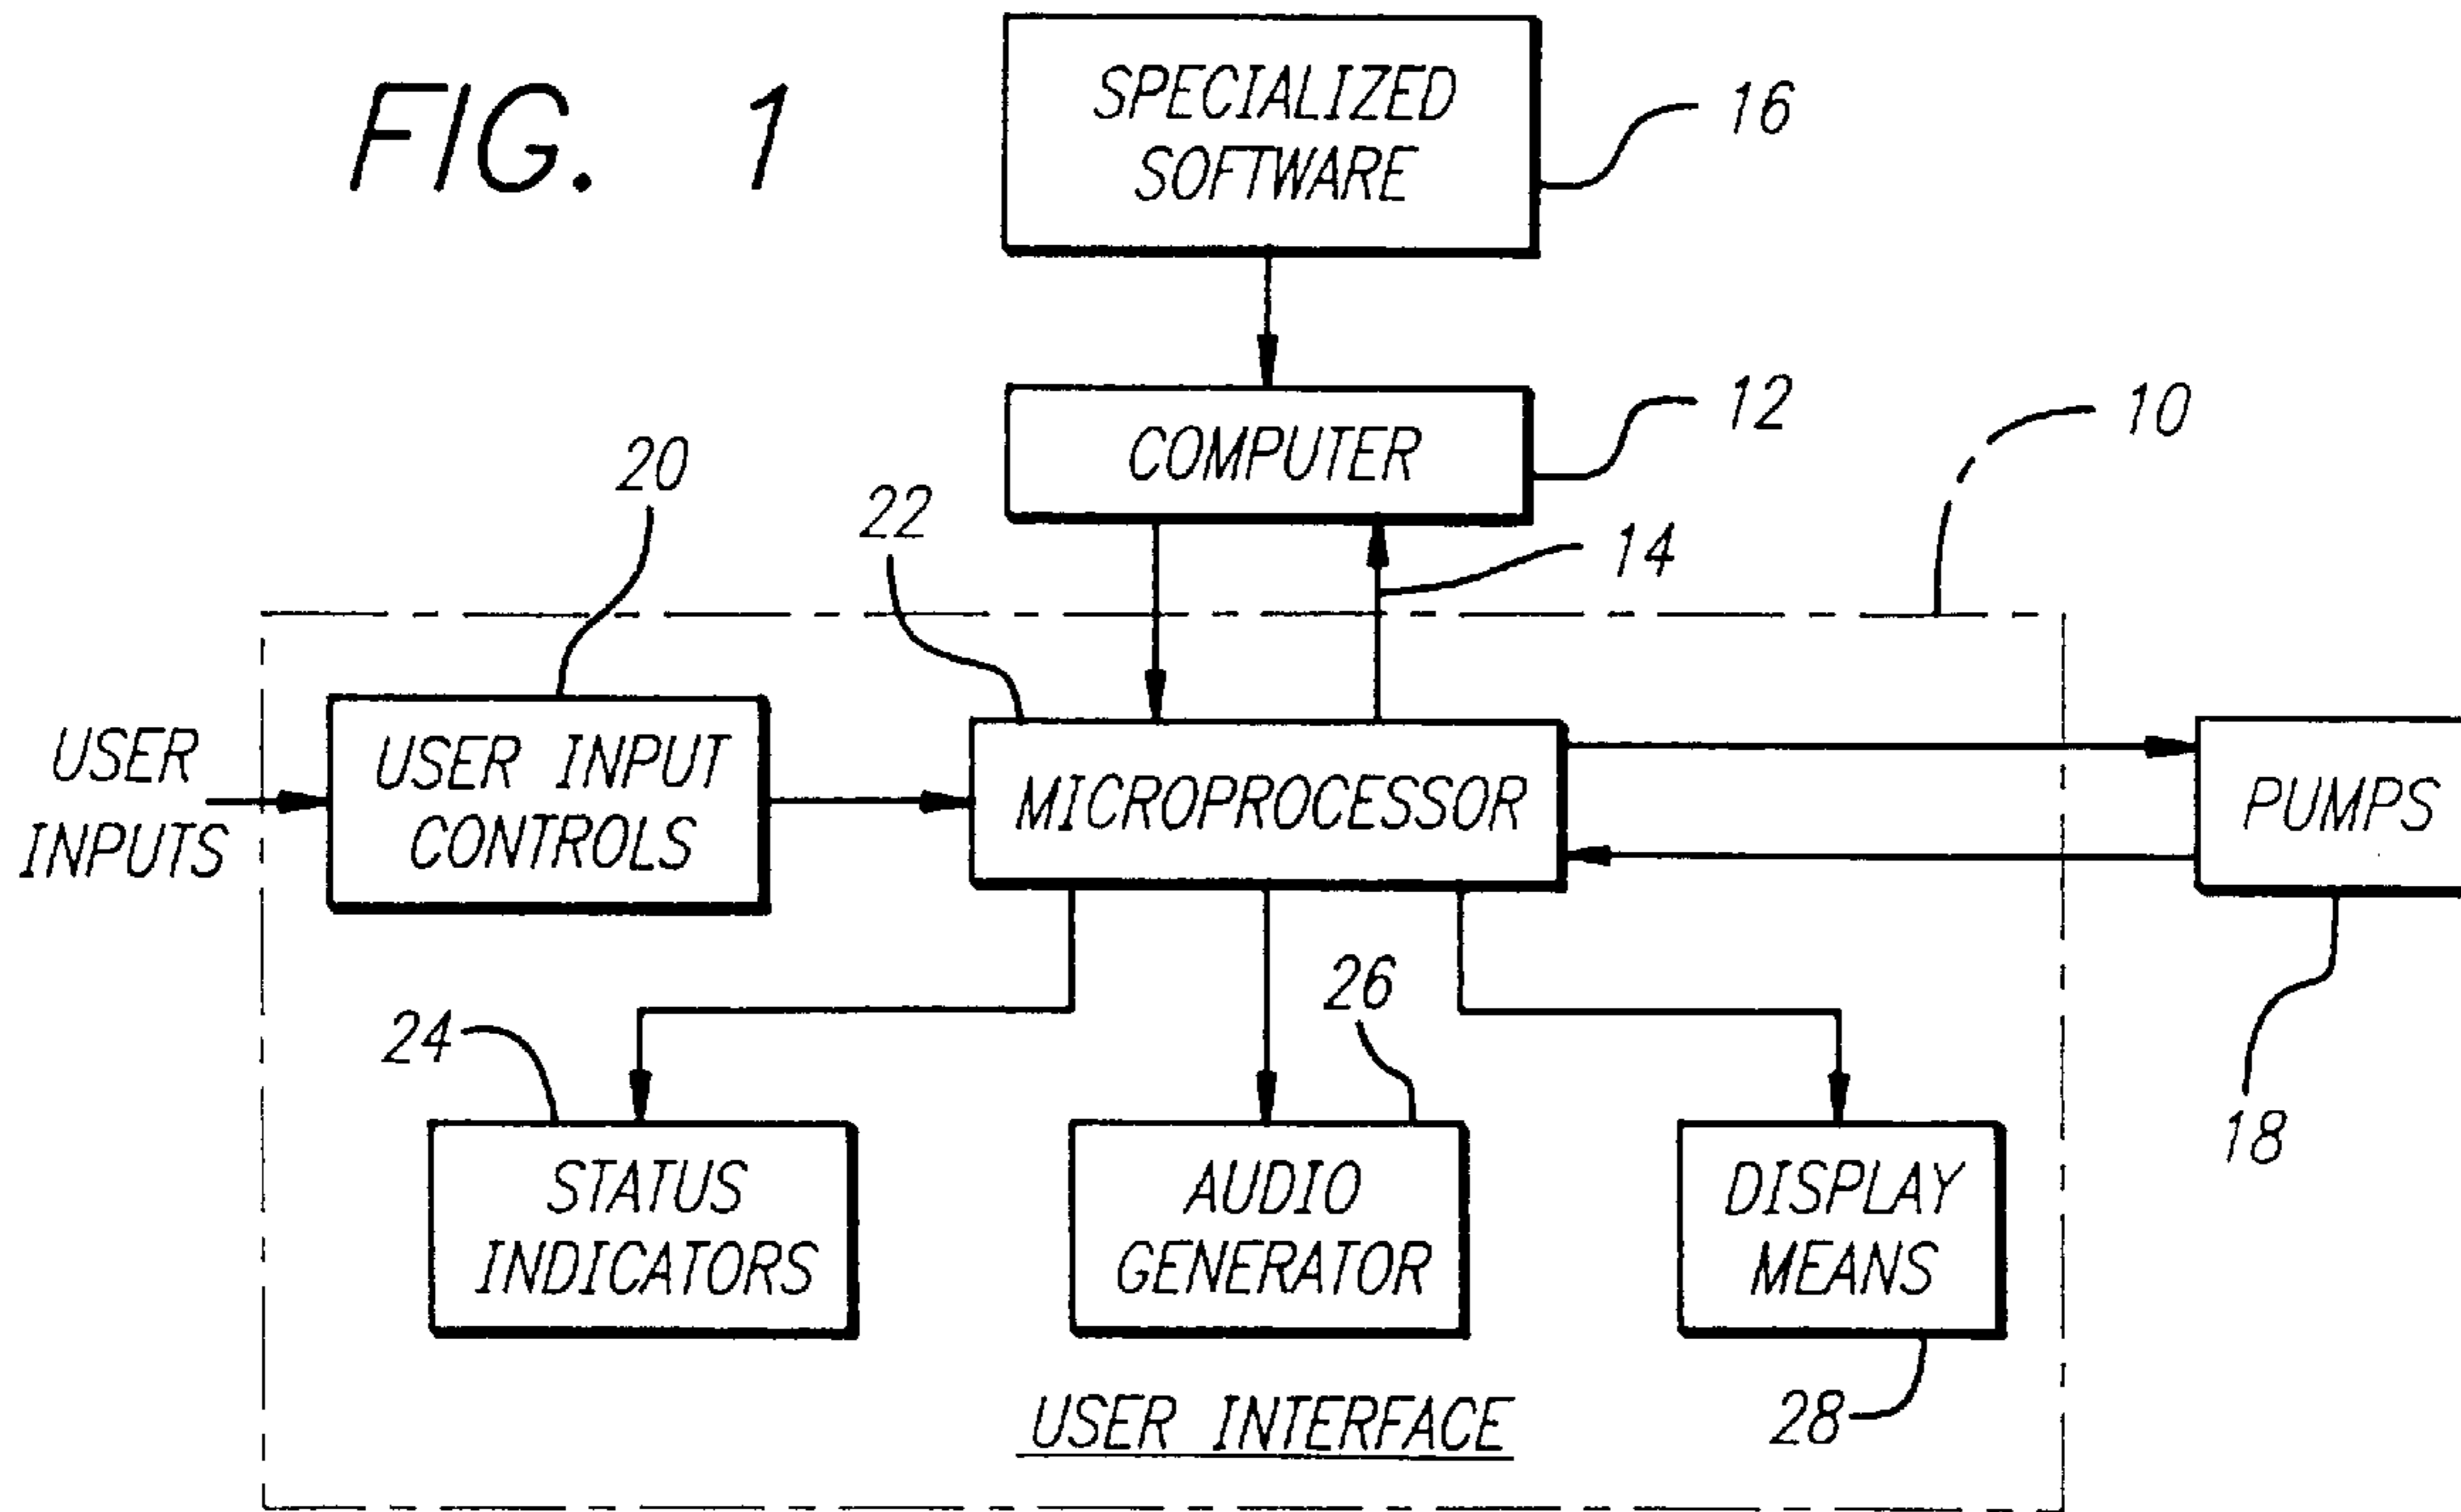 FIG. 1
SPECIALIZED
SOFTWARE
16
COMPUTER
12
10
20
22
14
USER
INPUTS
USER INPUT
CONTROLS
MICROPROCESSOR
PUMPS
18
24
26
STATUS
INDICATORS
AUDIO
GENERATOR
DISPLAY
MEANS
28
USER INTERFACE